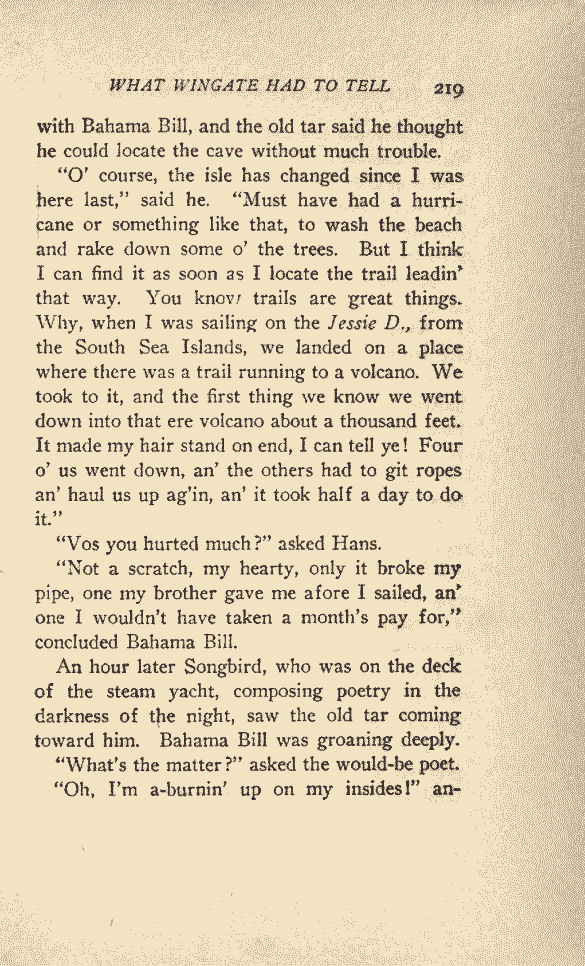 WHAT WINGATE HAD TO TELL 219
with Bahama Bill, and the old tar said he thought
he could locate the cave without much trouble.
"O' course, the isle has changed since I was
here last," said he. "Must have had a hurri-
cane or something like that, to wash the beach
and rake down some o' the trees. But I think
I can find it as soon as I locate the trail leadin'
that way. You know trails are great things.
Why, when I was sailing on the Jessie D., from
the South Sea Islands, we landed on a place
where there was a trail running to a volcano. We
took to it, and the first thing we know we went
down into that ere volcano about a thousand feet.
It made my hair stand on end, I can tell ye! Four
o' us went down, an' the others had to git ropes
an' haul us up ag'in, an' it took half a day to do
it."
"Vos you hurted much?" asked Hans.
"Not a scratch, my hearty, only it broke my
pipe, one my brother gave me afore I sailed, an'
one I wouldn't have taken a month's pay for,"
concluded Bahama Bill.
An hour later Songbird, who was on the deck
of the steam yacht, composing poetry in the
darkness of the night, saw the old tar coming
toward him. Bahama Bill was groaning deeply.
"What's the matter?" asked the would-be poet.
"Oh, I'm a-burnin' up on my insides!" an-